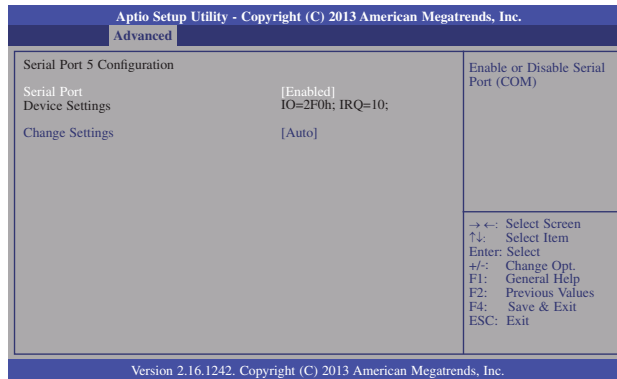 Aptio Setup Utility - Copyright (C) 2013 American Megatrends, Inc.
Advanced
Serial Port 5 Configuration
Serial Port [Enabled]
Device Settings IO=2F0h; IRQ=10;
Change Settings [Auto]
Enable or Disable Serial
Port (COM)
→←: Select Screen
↑↓: Select Item
Enter: Select
+/-: Change Opt.
F1: General Help
F2: Previous Values
F4: Save & Exit
ESC: Exit
Version 2.16.1242. Copyright (C) 2013 American Megatrends, Inc.